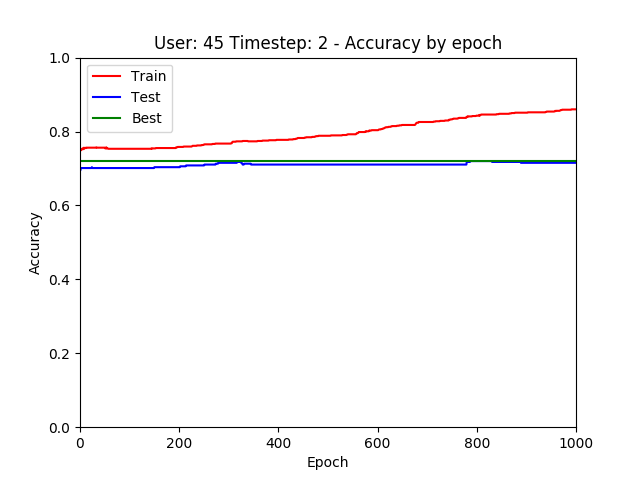 User: 45 Timestep: 2 - Accuracy by epoch
Train
Test
Best
Accuracy
1.0
0.8
0.6
0.4
0.2
0.0
0 200 400 600 800 1000
Epoch